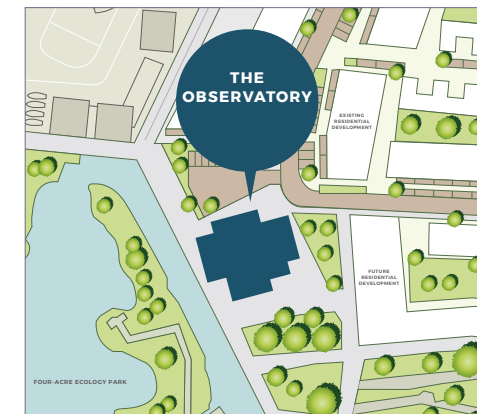 THE
OBSERVATORY
EXISTING
RESIDENTIAL
DEVELOPMENT
FUTURE
RESIDENTIAL
DEVELOPMENT
FOUR-ACRE ECOLOGY PARK